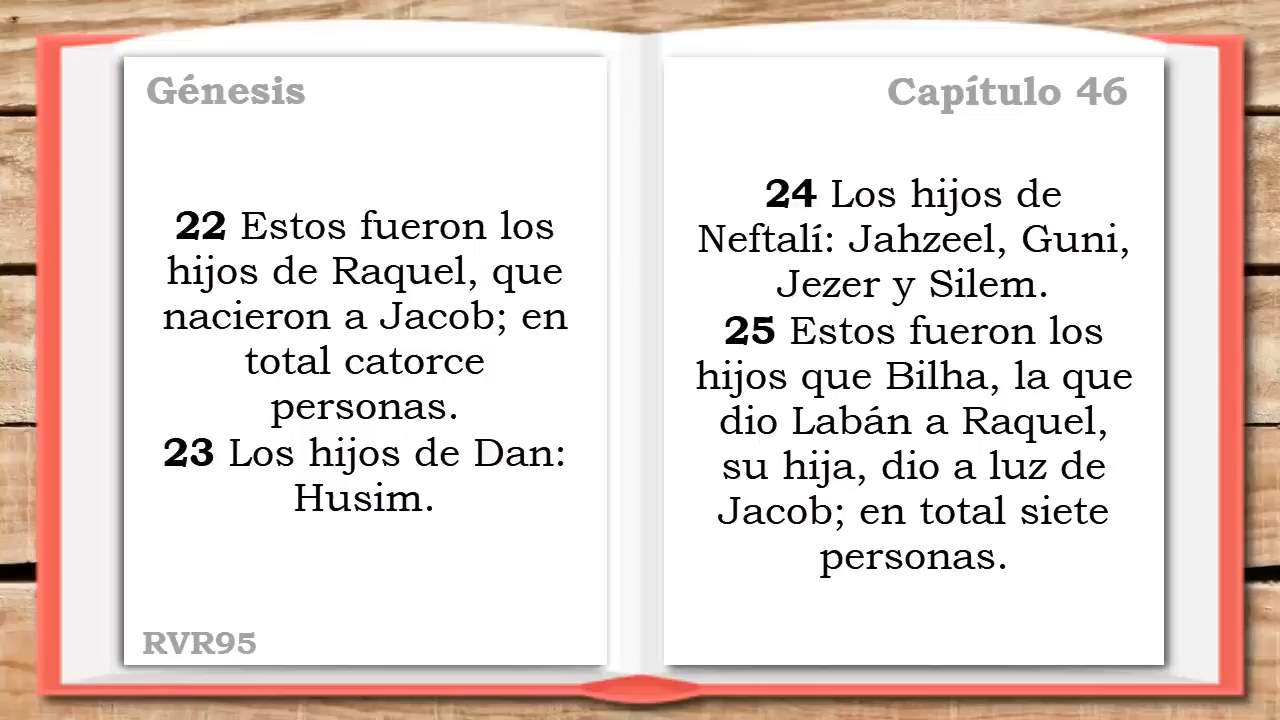 Génesis
22 Estos fueron los
hijos de Raquel, que
nacieron a Jacob; en
total catorce
personas.
23 Los hijos de Dan:
Husim.
RVR95
Capítulo 46
24 Los hijos de
Neftalí: Jahzeel, Guni,
Jezer y Silem.
25 Estos fueron los
hijos que Bilha, la que
dio Labán a Raquel,
su hija, dio a luz de
Jacob; en total siete
personas.